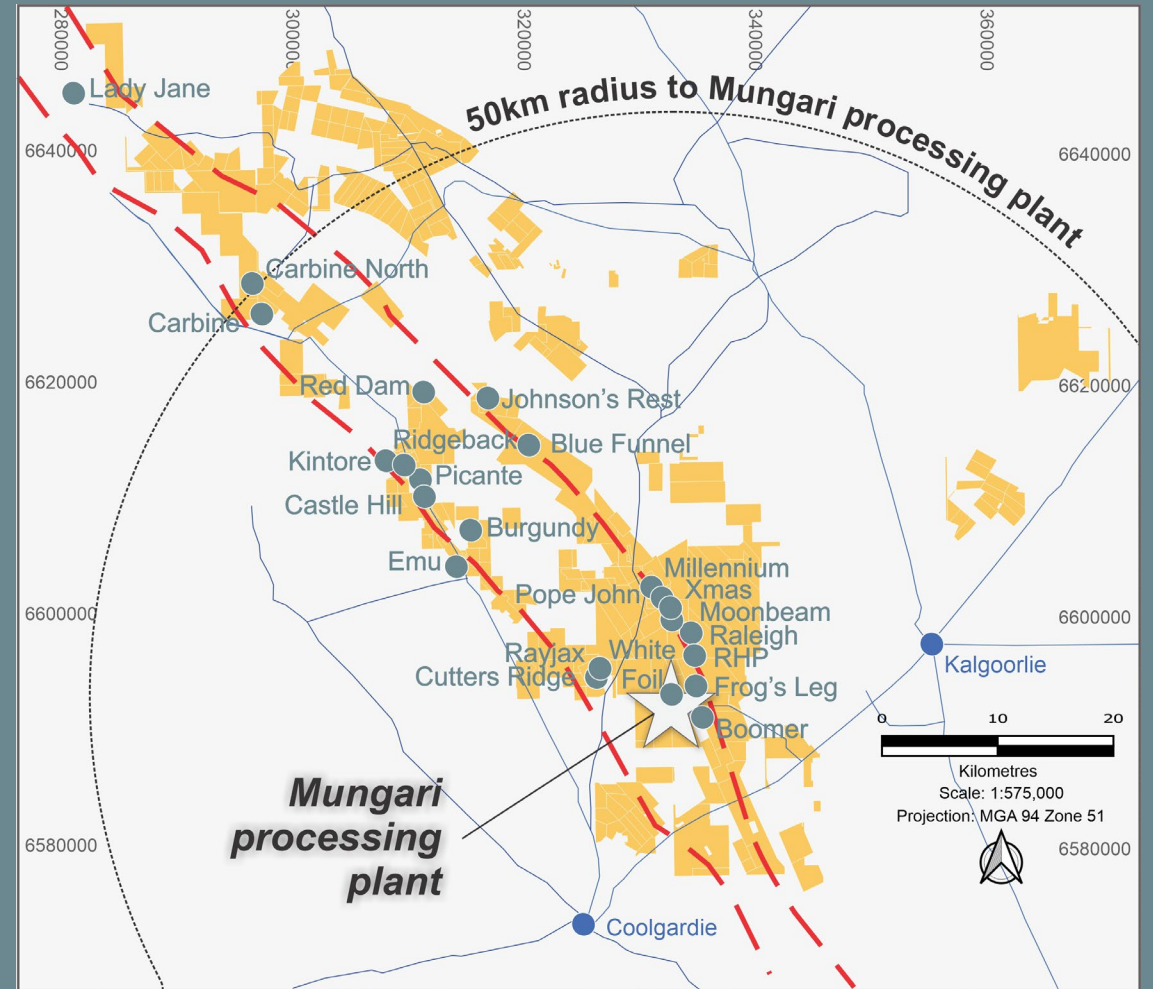 280000
300000
320000
340000
360000
50km radius to Mungari processing plant
Lady Jane
6640000
6640000
Carbine North
Carbine
6620000
6620000
Red Dam
Johnson's Rest
Ridgeback
Blue Funnel
Kintore
Picante
Castle Hill
Burgundy
Emu
Millennium
Pope John
Xmas
Moonbeam
6600000
6600000
Raleigh
White
Rayjax
RHP
Kalgoorlie
Cutters Ridge
Foil
Frog's Leg
Boomer
0 10 20
Kilometres
Scale: 1:575,000
Projection: MGA 94 Zone 51
Mungari
processing
plant
6580000
6580000
Coolgardie